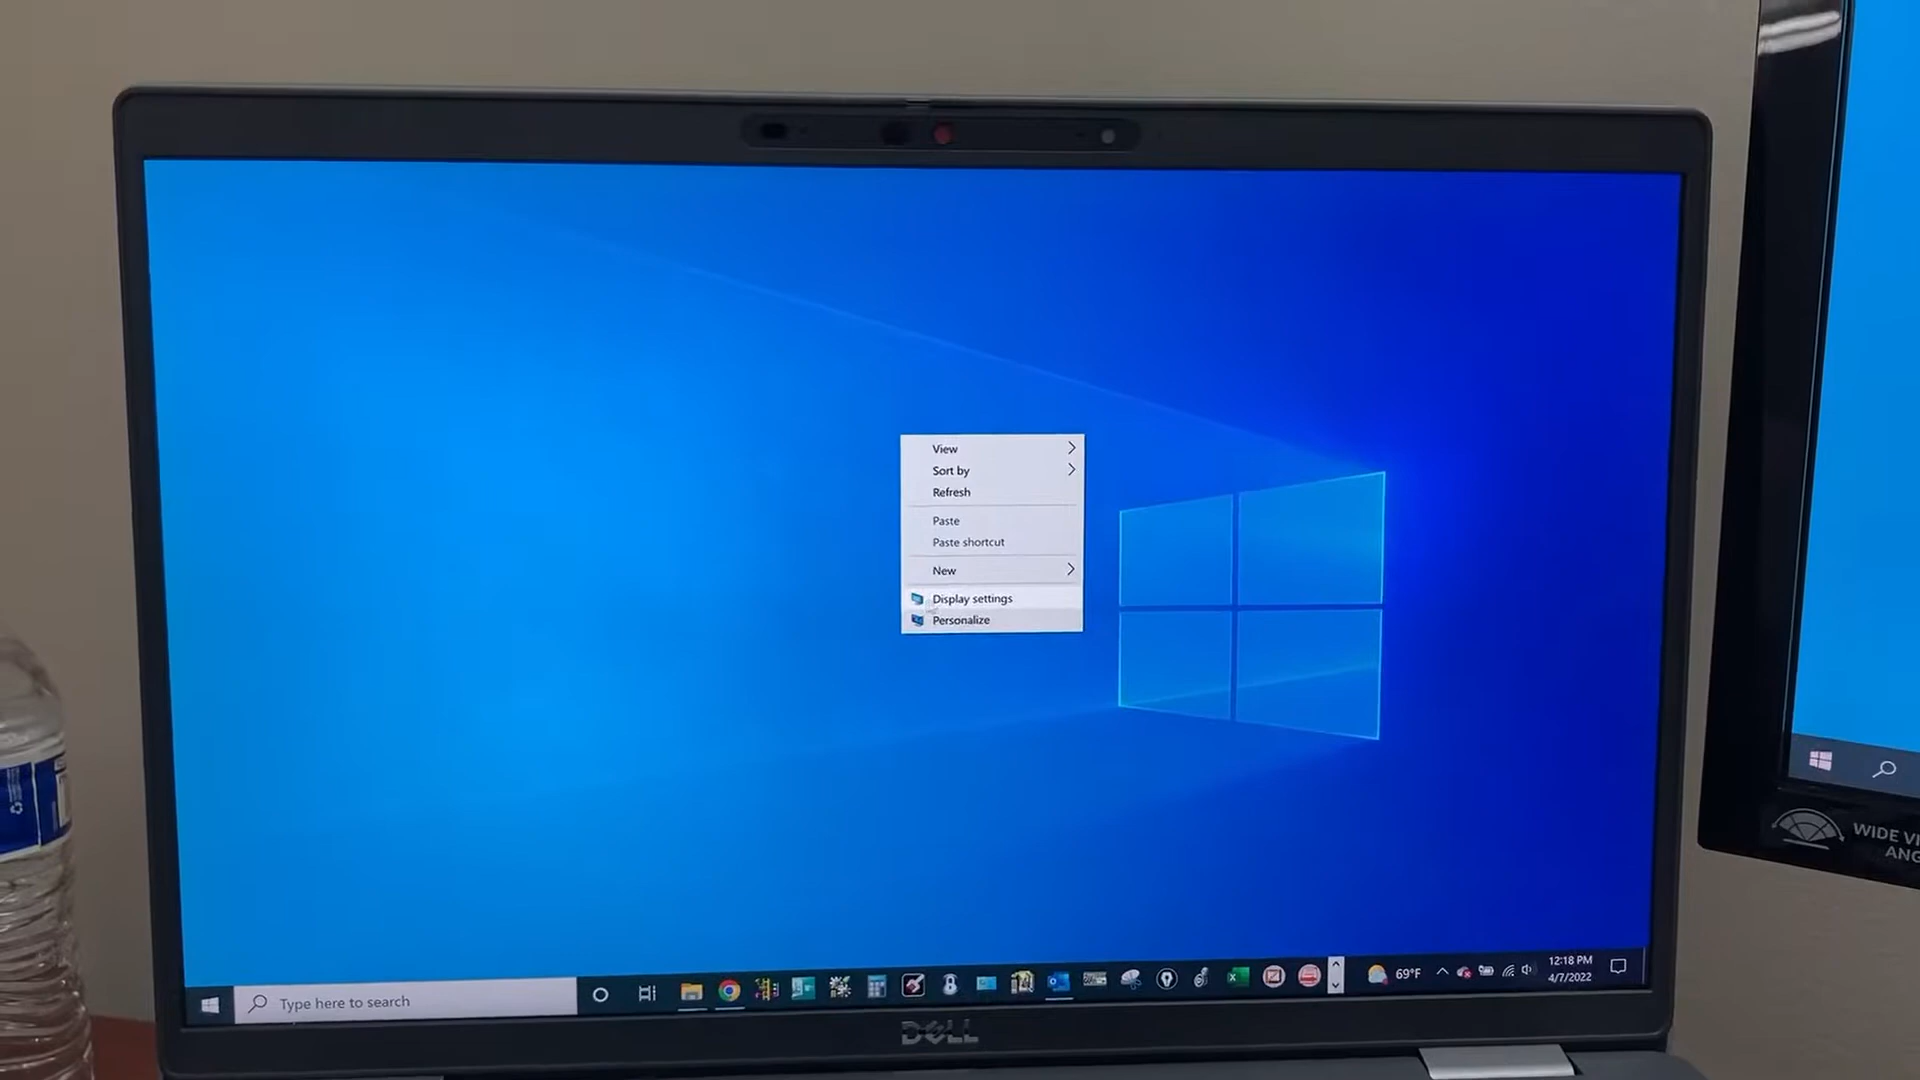 View
Sort by
Refresh
Paste
Paste shortcut
New
Display settings
Personalize
Type here to search
69°F
12:18 PM
4/7/2022
DELL
WIDE VI
ANG